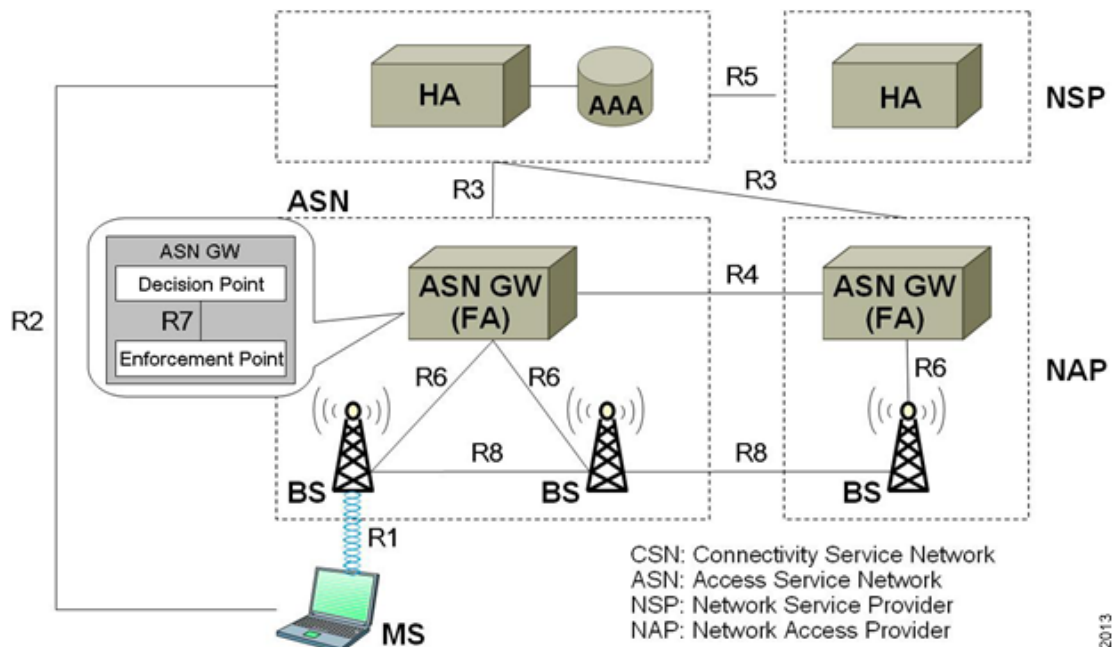 HA
AAA
R5
HA
NSP
R3
R3
ASN
ASN GW
Decision Point
R7
Enforcement Point
R2
ASN GW
(FA)
R4
ASN GW
(FA)
R6
R6
R6
NAP
R8
R8
BS
BS
BS
R1
MS
CSN: Connectivity Service Network
ASN: Access Service Network
NSP: Network Service Provider
NAP: Network Access Provider
2013